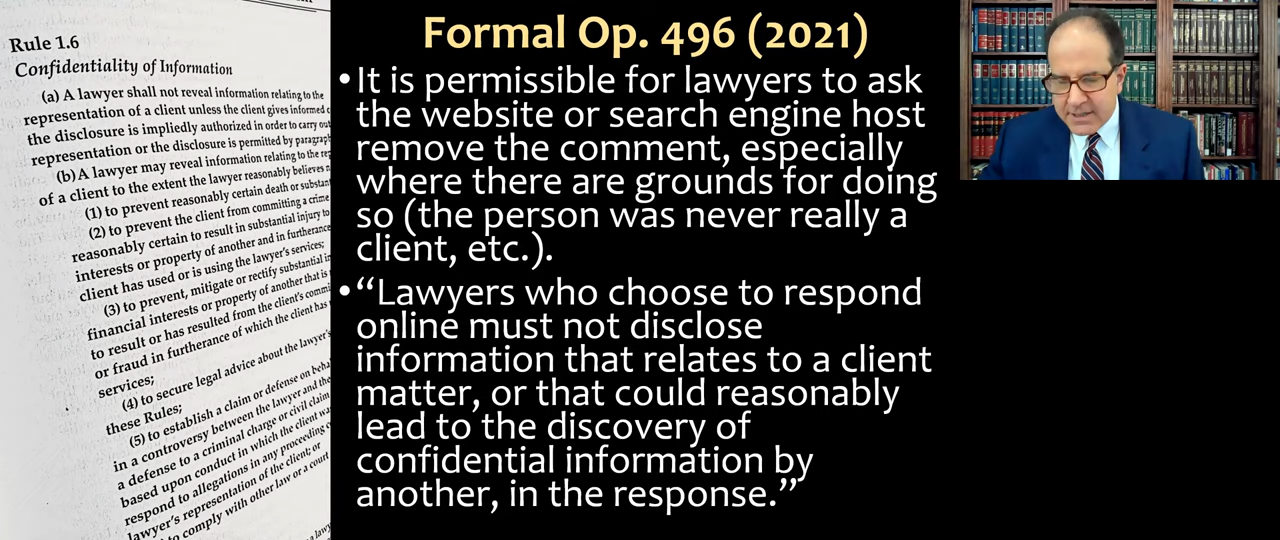 Rule 1.6
Confidentiality of Information
(a) A lawyer shall not reveal information relating to the
representation of a client unless the client gives informed
the disclosure is impliedly authorized in order to carry out
representation or the disclosure is permitted by paragraph
(b) A lawyer may reveal information relating to the
of a client to the extent the lawyer reasonably believes
(1) to prevent reasonably certain death or
(2) to prevent the client from committing a crime
reasonably certain to result in substantial injury to
interests or property of another and in furtherance
client has used or is using the lawyer's services;
(3) to prevent, mitigate or rectify substantial
financial interests or property of another that is
to result or has resulted from the client's
or fraud in furtherance of which the client has
services;
(4) to secure legal advice about the lawyer's
these Rules;
(5) to establish a claim or defense on
in a controversy between the lawyer and the
a defense to a criminal charge or civil claim
based upon conduct in which the client
respond to allegations in any proceeding
lawyer's representation of the client; or
to comply with other law or a court
Formal Op. 496 (2021)
• It is permissible for lawyers to ask
the website or search engine host
remove the comment, especially
where there are grounds for doing
so (the person was never really a
client, etc.).
• “Lawyers who choose to respond
online must not disclose
information that relates to a client
matter, or that could reasonably
lead to the discovery of
confidential information by
another, in the response.”